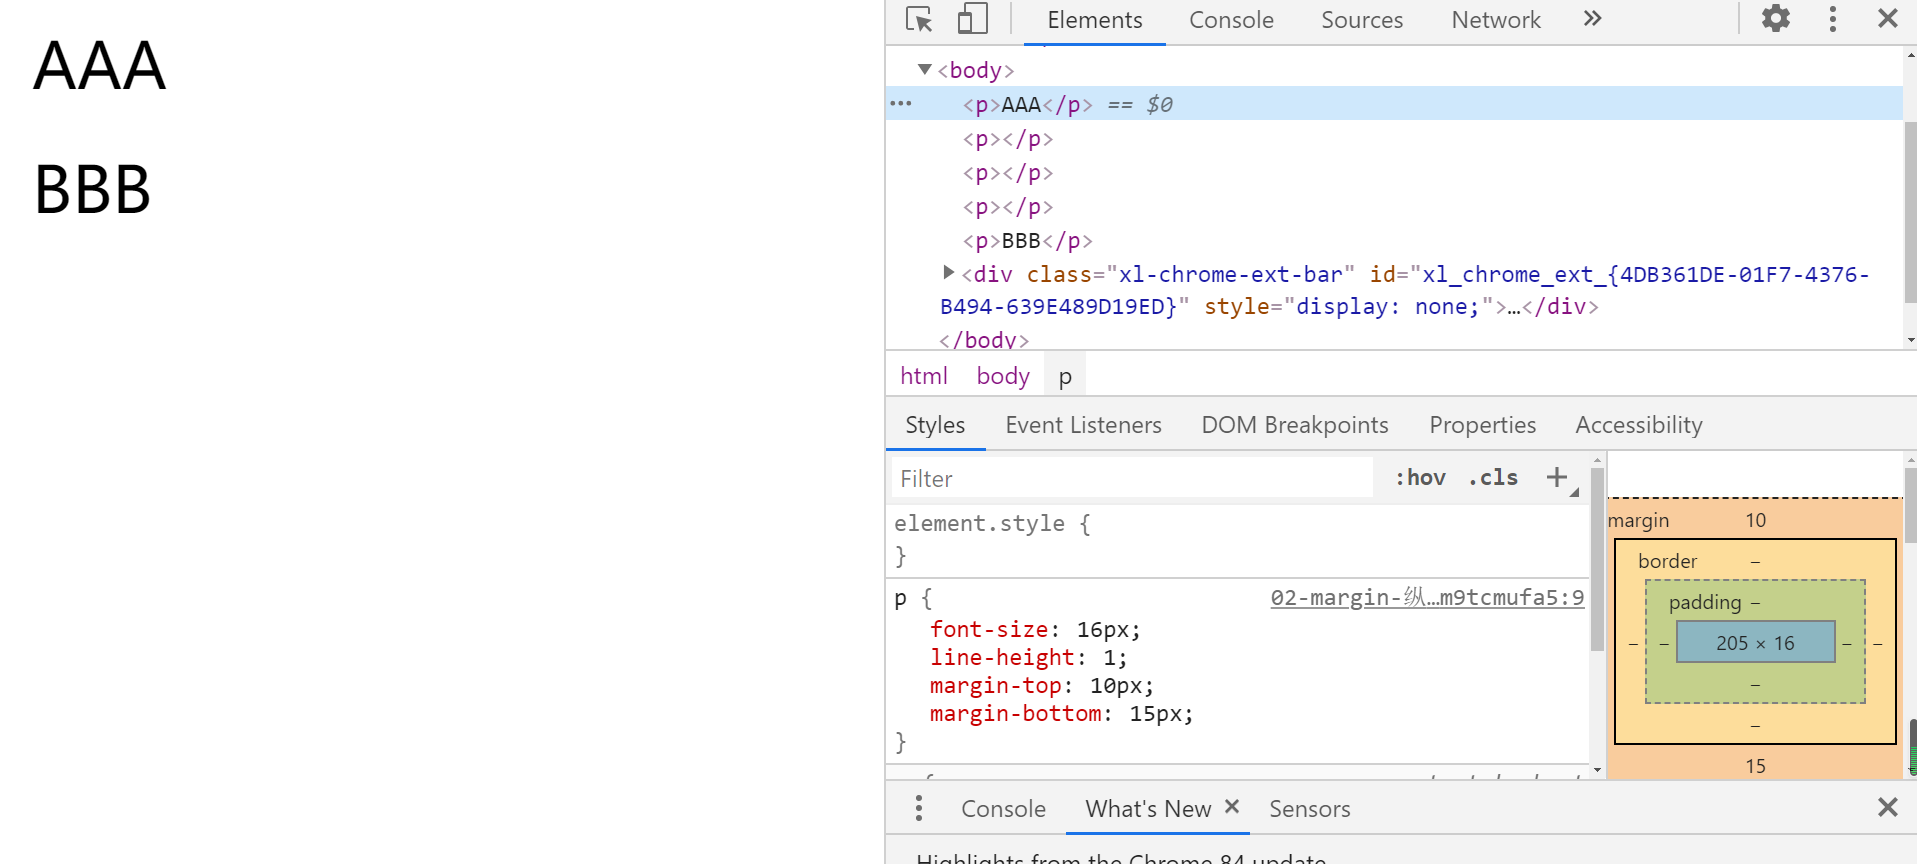 AAA
BBB
Elements Console Sources Network »
<body>
<p>AAA</p> == $0
<p></p>
<p></p>
<p></p>
<p>BBB</p>
<div class="xl-chrome-ext-bar" id="xl_chrome_ext_{4DB361DE-01F7-4376-
B494-639E489D19ED}" style="display: none;">…</div>
</body>
html body p
Styles Event Listeners DOM Breakpoints Properties Accessibility
Filter :hov .cls +
element.style {
}
p { 02-margin-纵…m9tcmufa5:9
font-size: 16px;
line-height: 1;
margin-top: 10px;
margin-bottom: 15px;
}
margin 10
border –
padding –
– – 205 × 16 – –
–
–
15
Console What's New × Sensors
Highlights from the Chrome 84 update